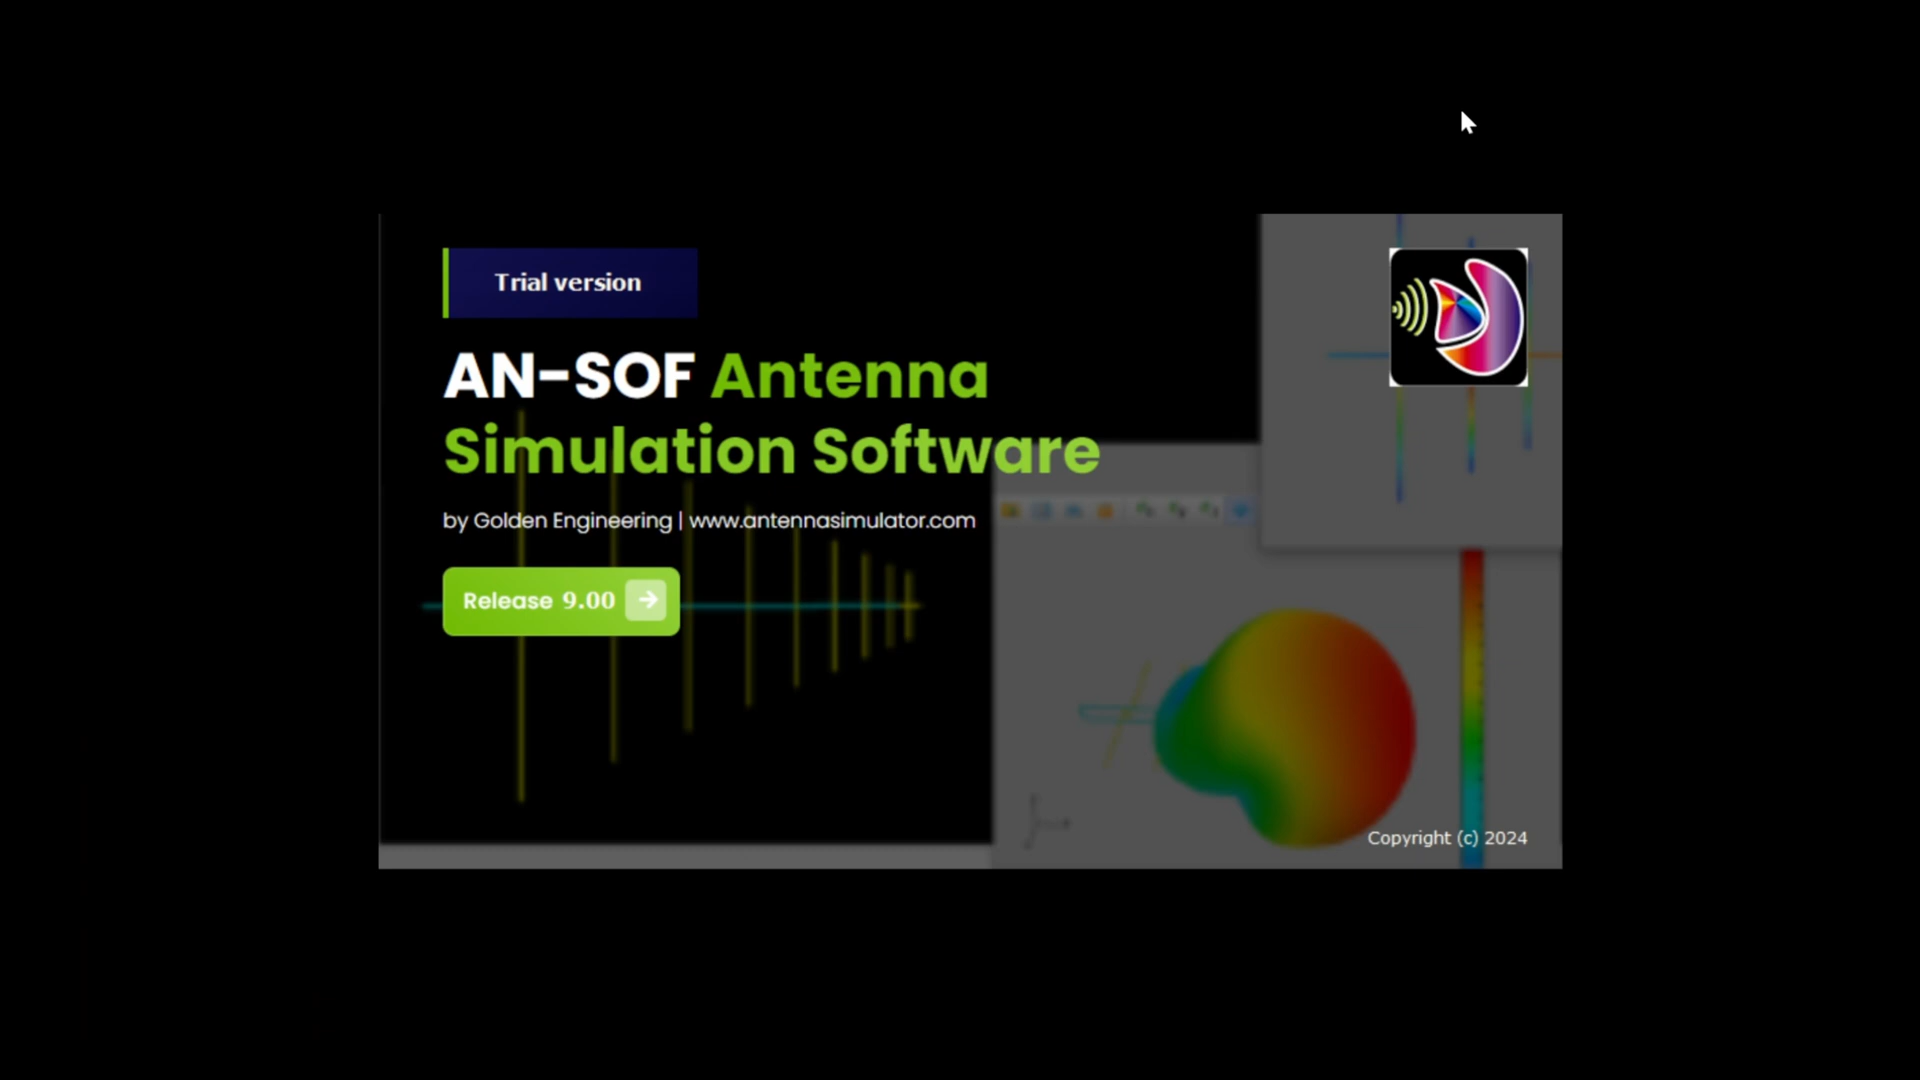 Trial version
AN-SOF Antenna
Simulation Software
by Golden Engineering | www.antennasimulator.com
Release 9.00
Copyright (c) 2024